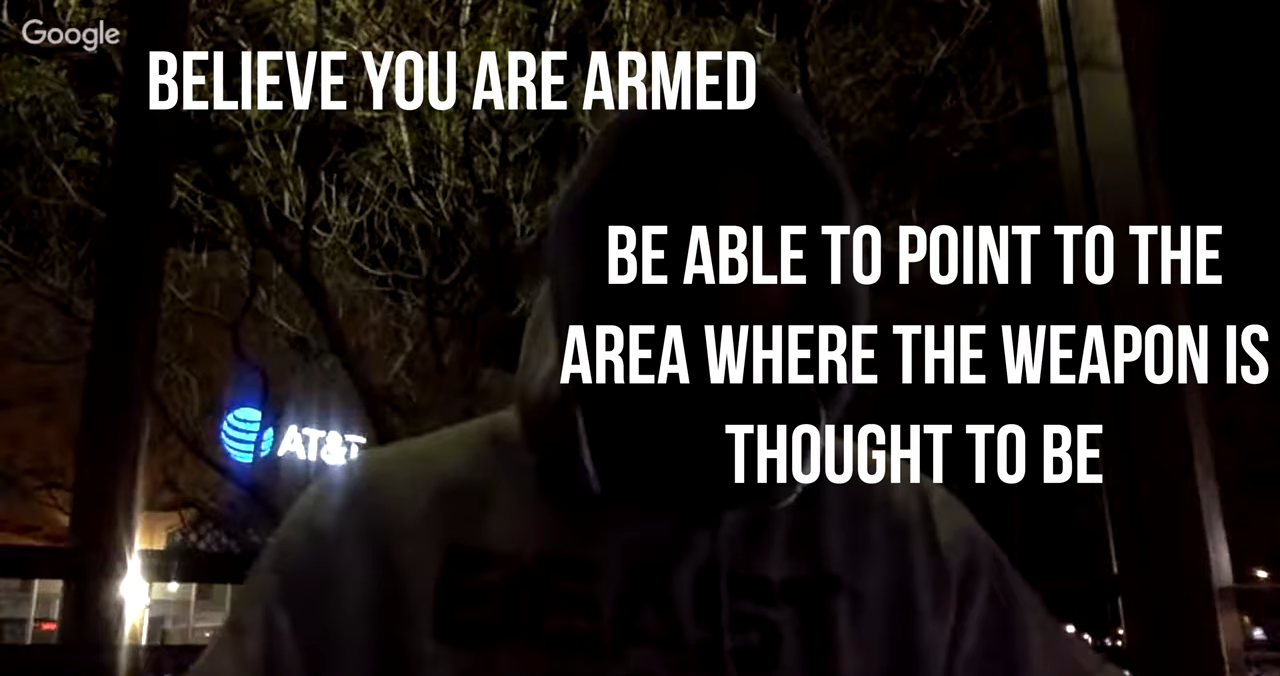 Google
BELIEVE YOU ARE ARMED
BE ABLE TO POINT TO THE
AREA WHERE THE WEAPON IS
THOUGHT TO BE
AT&T
BEAST